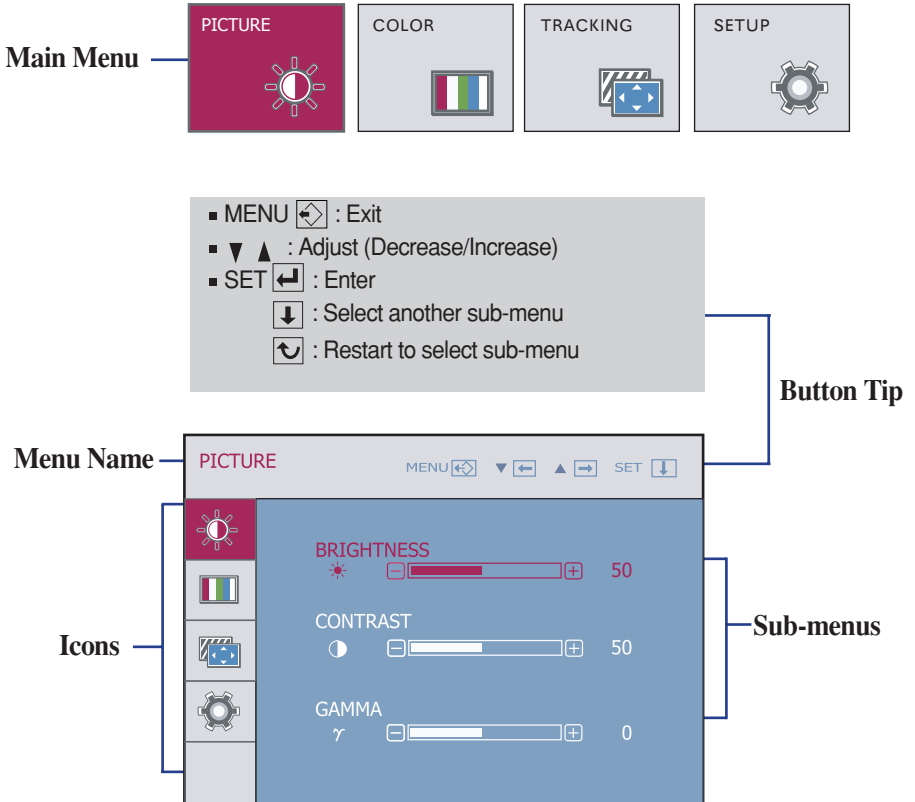 PICTURE COLOR TRACKING SETUP
Main Menu
■ MENU : Exit
■ ▼ ▲ : Adjust (Decrease/Increase)
■ SET : Enter
: Select another sub-menu
: Restart to select sub-menu
Button Tip
Menu Name
PICTURE MENU ▼ ▲ SET
BRIGHTNESS
50
CONTRAST
50
Sub-menus
Icons
GAMMA
γ 0